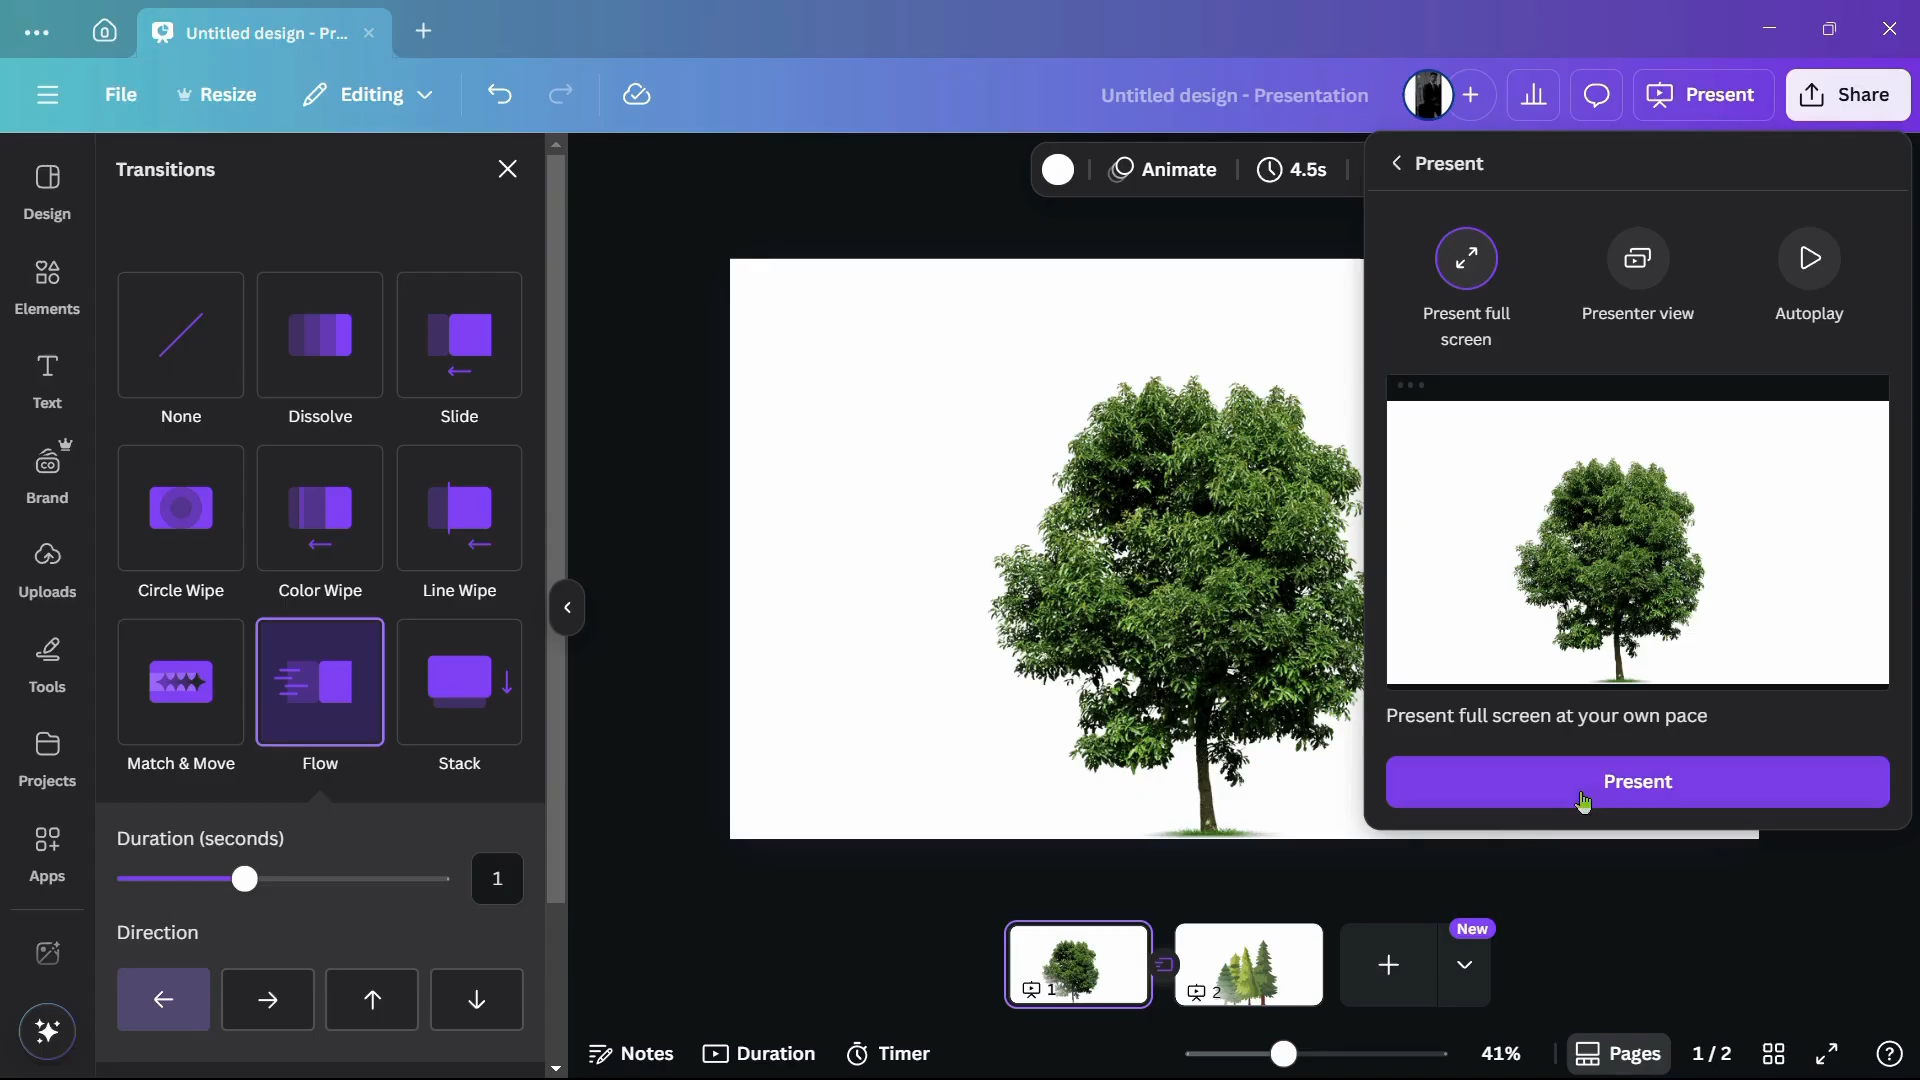 Untitled design - Pr...
File
Resize
Editing
Untitled design - Presentation
Present
Share
Design
Elements
Text
Brand
Uploads
Tools
Projects
Apps
Transitions
None
Dissolve
Slide
Circle Wipe
Color Wipe
Line Wipe
Match & Move
Flow
Stack
Duration (seconds)
1
Direction
Animate
4.5s
Present
Present full
screen
Presenter view
Autoplay
Present full screen at your own pace
Present
1
2
New
Notes
Duration
Timer
41%
Pages
1 / 2